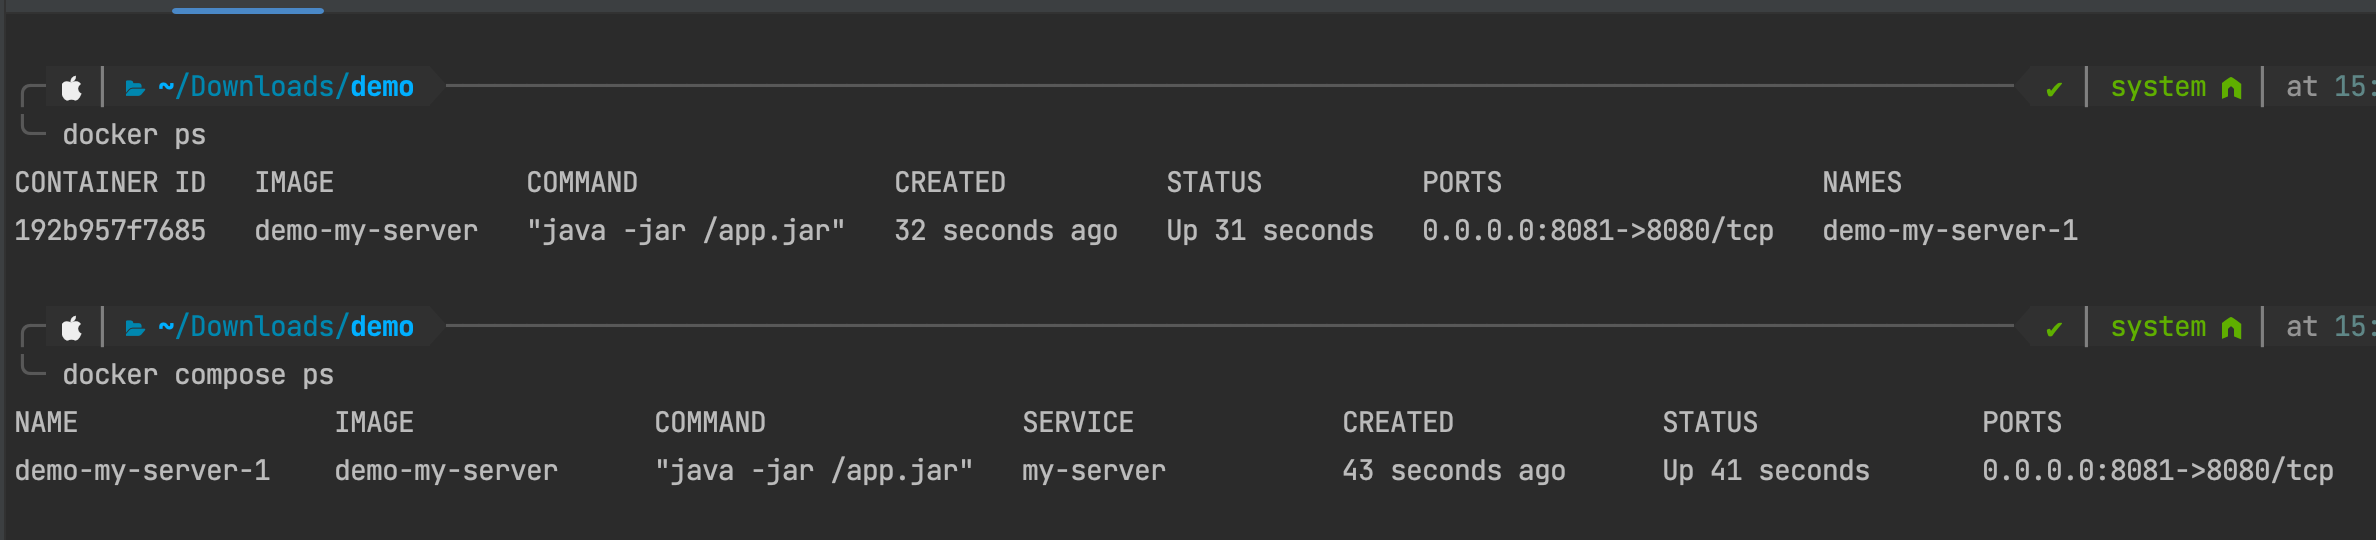 ~/Downloads/demo ✔ system at 15:
docker ps
CONTAINER ID IMAGE COMMAND CREATED STATUS PORTS NAMES
192b957f7685 demo-my-server "java -jar /app.jar" 32 seconds ago Up 31 seconds 0.0.0.0:8081->8080/tcp demo-my-server-1
~/Downloads/demo ✔ system at 15:
docker compose ps
NAME IMAGE COMMAND SERVICE CREATED STATUS PORTS
demo-my-server-1 demo-my-server "java -jar /app.jar" my-server 43 seconds ago Up 41 seconds 0.0.0.0:8081->8080/tcp